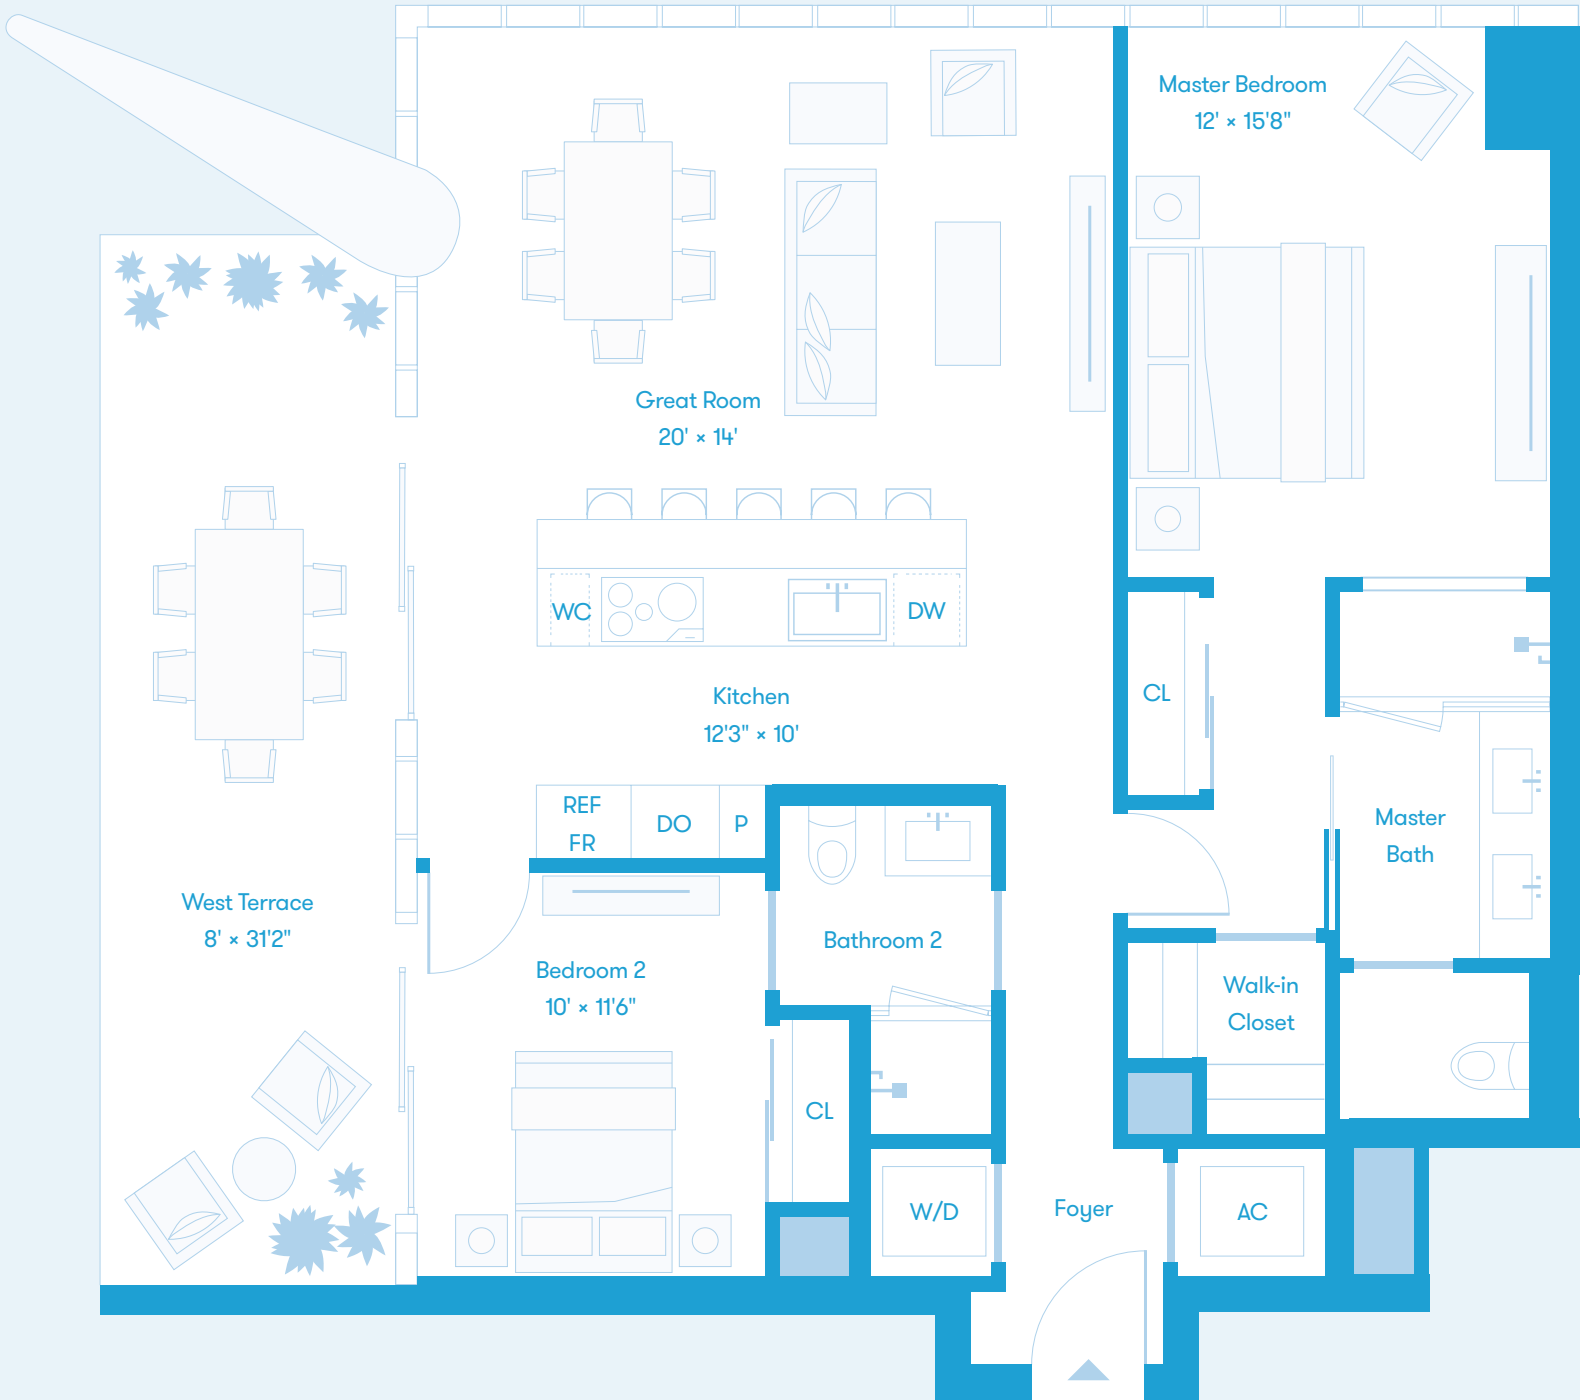 Master Bedroom
12' × 15'8"
Great Room
20' × 14'
WC
DW
Kitchen
12'3" × 10'
CL
REF
FR
DO
P
Master
Bath
West Terrace
8' × 31'2"
Bathroom 2
Bedroom 2
10' × 11'6"
Walk-in
Closet
CL
W/D
Foyer
AC